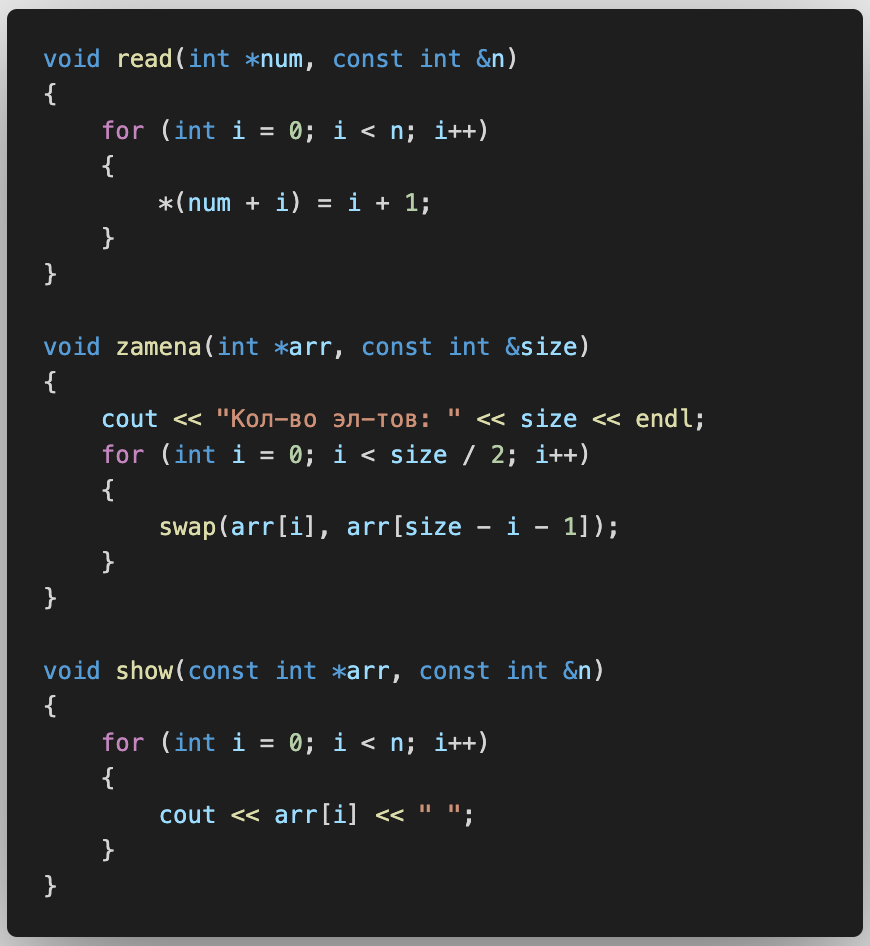 void read(int *num, const int &n)
{
    for (int i = 0; i < n; i++)
    {
        *(num + i) = i + 1;
    }
}

void zamena(int *arr, const int &size)
{
    cout << "Кол-во эл-тов: " << size << endl;
    for (int i = 0; i < size / 2; i++)
    {
        swap(arr[i], arr[size - i - 1]);
    }
}

void show(const int *arr, const int &n)
{
    for (int i = 0; i < n; i++)
    {
        cout << arr[i] << " ";
    }
}